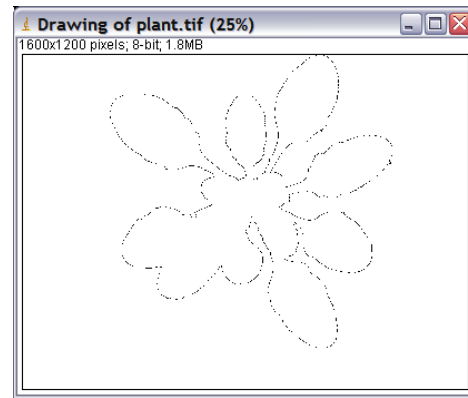 Drawing of plant.tif (25%)
1600x1200 pixels; 8-bit; 1.8MB